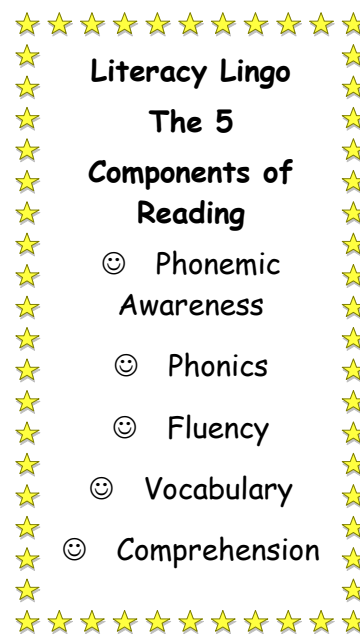 Literacy Lingo
The 5
Components of
Reading
☺ Phonemic
Awareness
☺ Phonics
☺ Fluency
☺ Vocabulary
☺ Comprehension